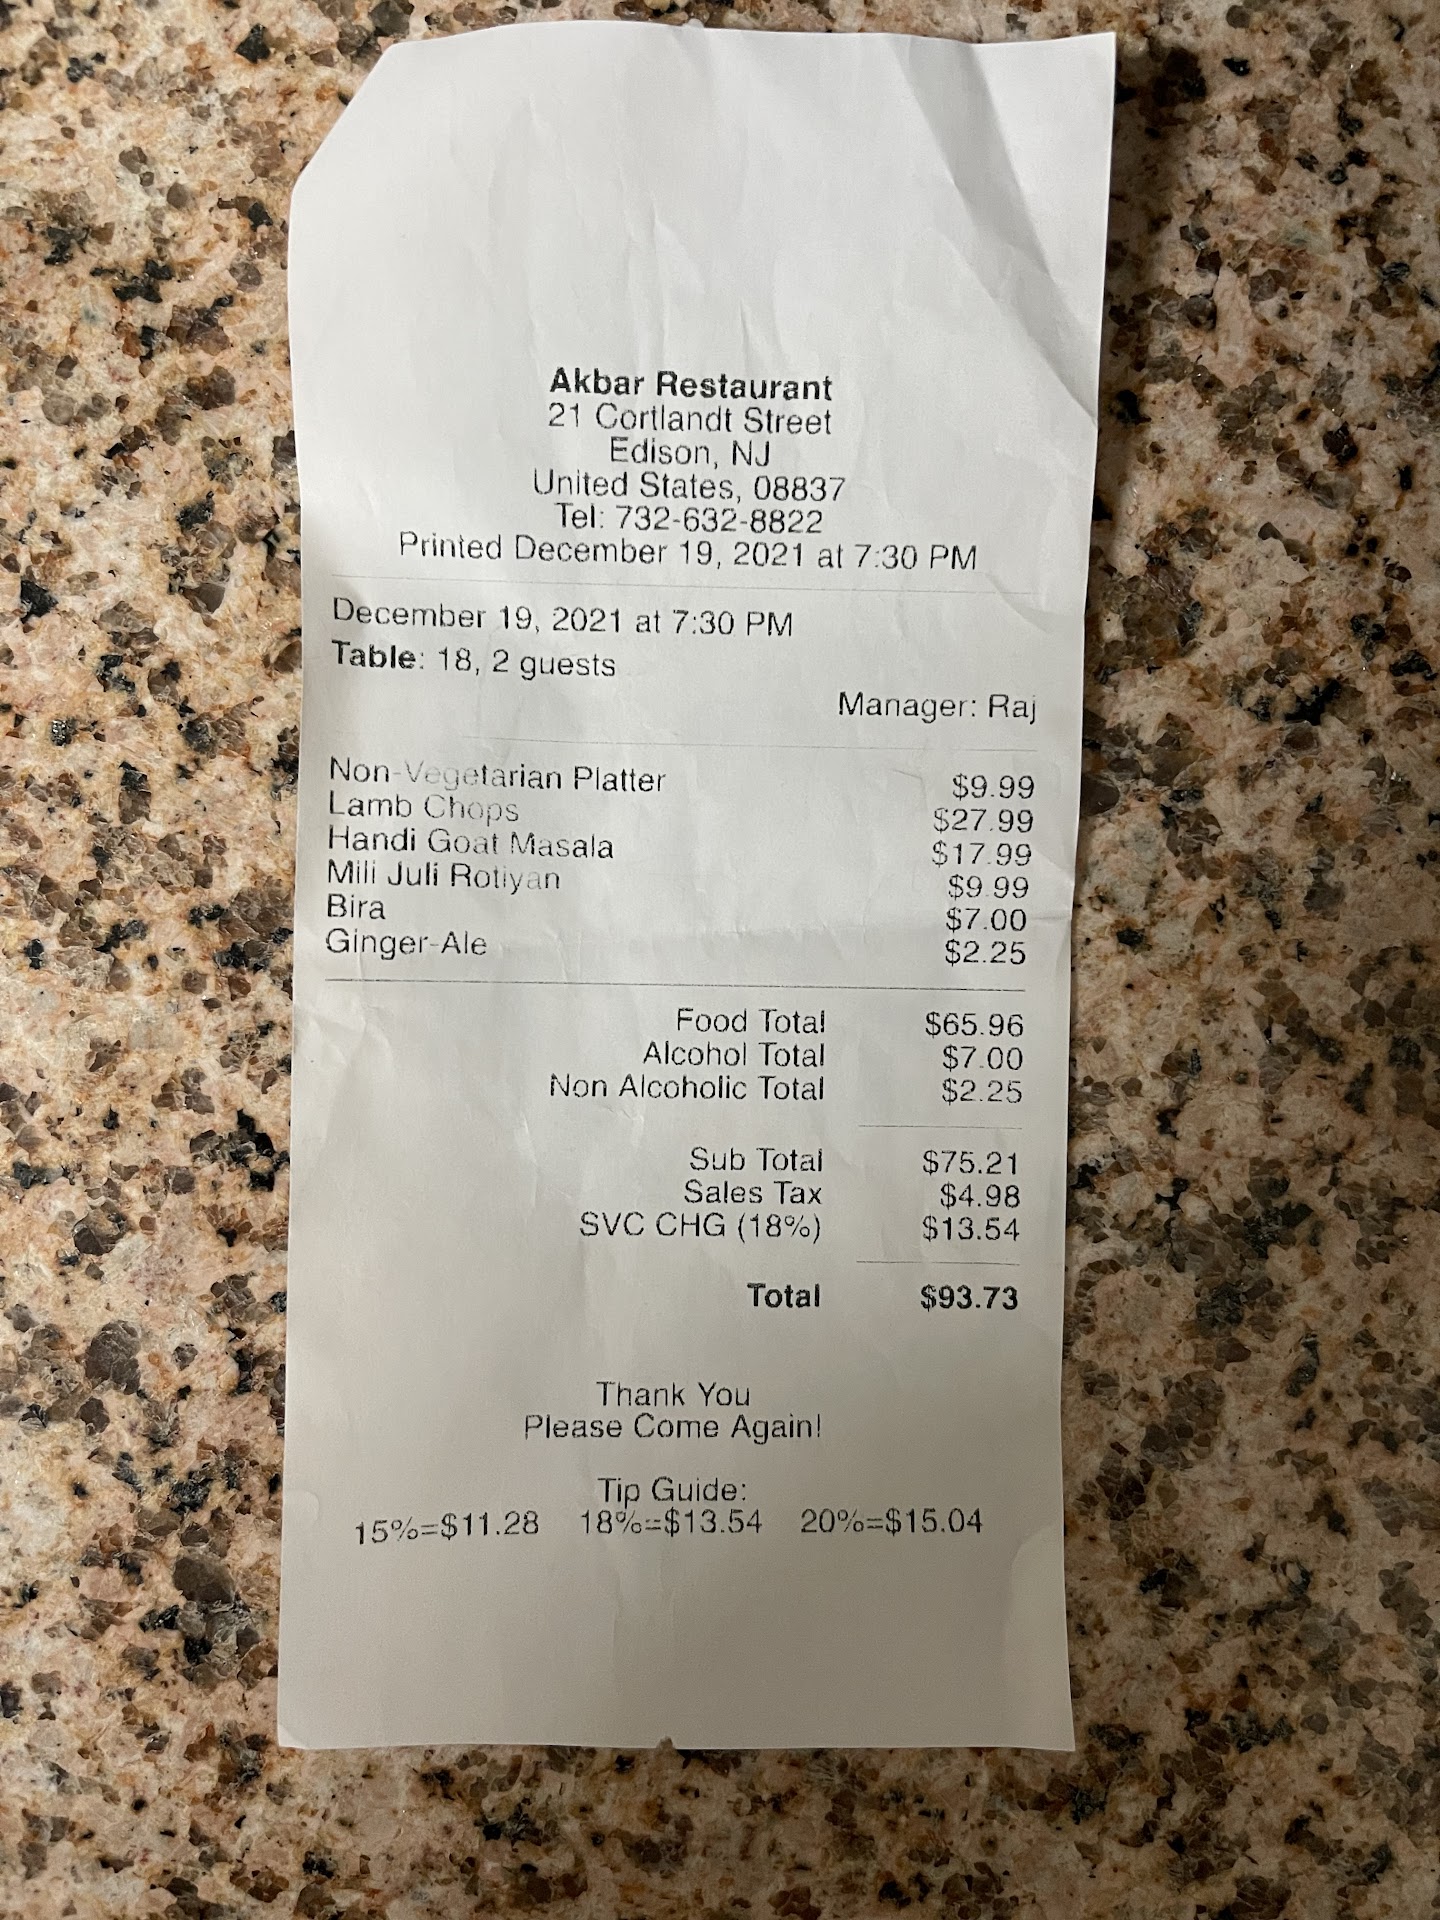 Akbar Restaurant
21 Cortlandt Street
Edison, NJ
United States, 08837
Tel: 732-632-8822
Printed December 19, 2021 at 7:30 PM
December 19, 2021 at 7:30 PM
Table: 18, 2 guests
Manager: Raj
Non-Vegetarian Platter $9.99
Lamb Chops $27.99
Handi Goat Masala $17.99
Mili Juli Rotiyan $9.99
Bira $7.00
Ginger-Ale $2.25
Food Total $65.96
Alcohol Total $7.00
Non Alcoholic Total $2.25
Sub Total $75.21
Sales Tax $4.98
SVC CHG (18%) $13.54
Total $93.73
Thank You
Please Come Again!
Tip Guide:
15%=$11.28 18%=$13.54 20%=$15.04